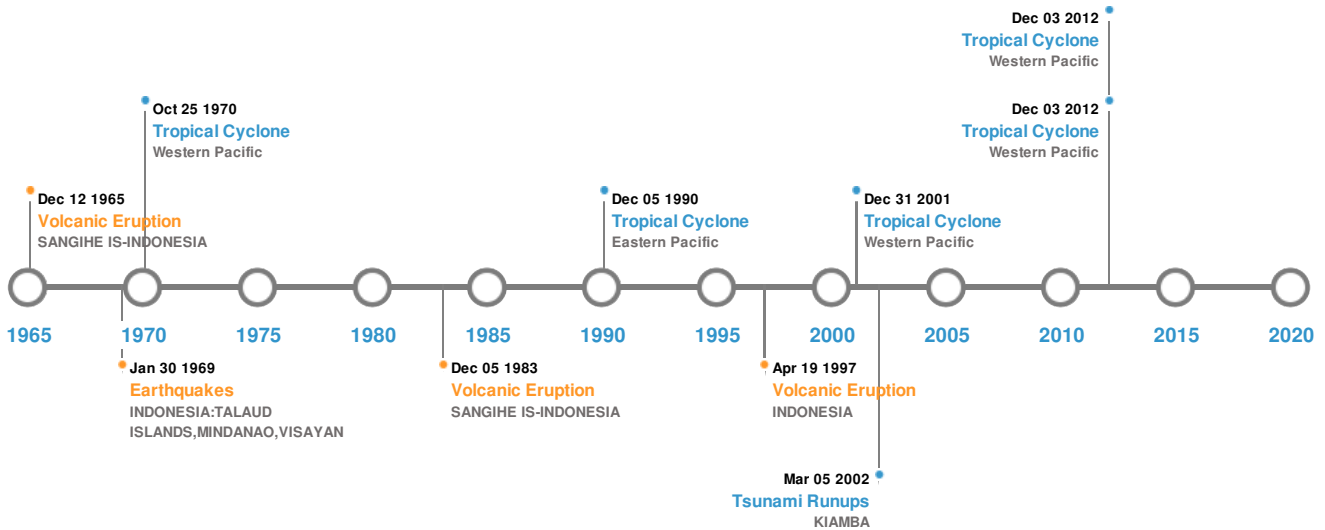 Dec 03 2012
Tropical Cyclone
Western Pacific
Oct 25 1970
Tropical Cyclone
Western Pacific
Dec 03 2012
Tropical Cyclone
Western Pacific
Dec 12 1965
Volcanic Eruption
SANGIHE IS-INDONESIA
Dec 05 1990
Tropical Cyclone
Eastern Pacific
Dec 31 2001
Tropical Cyclone
Western Pacific
1965 1970 1975 1980 1985 1990 1995 2000 2005 2010 2015 2020
Jan 30 1969
Earthquakes
INDONESIA:TALAUD
ISLANDS,MINDANAO,VISAYAN
Dec 05 1983
Volcanic Eruption
SANGIHE IS-INDONESIA
Apr 19 1997
Volcanic Eruption
INDONESIA
Mar 05 2002
Tsunami Runups
KIAMBA